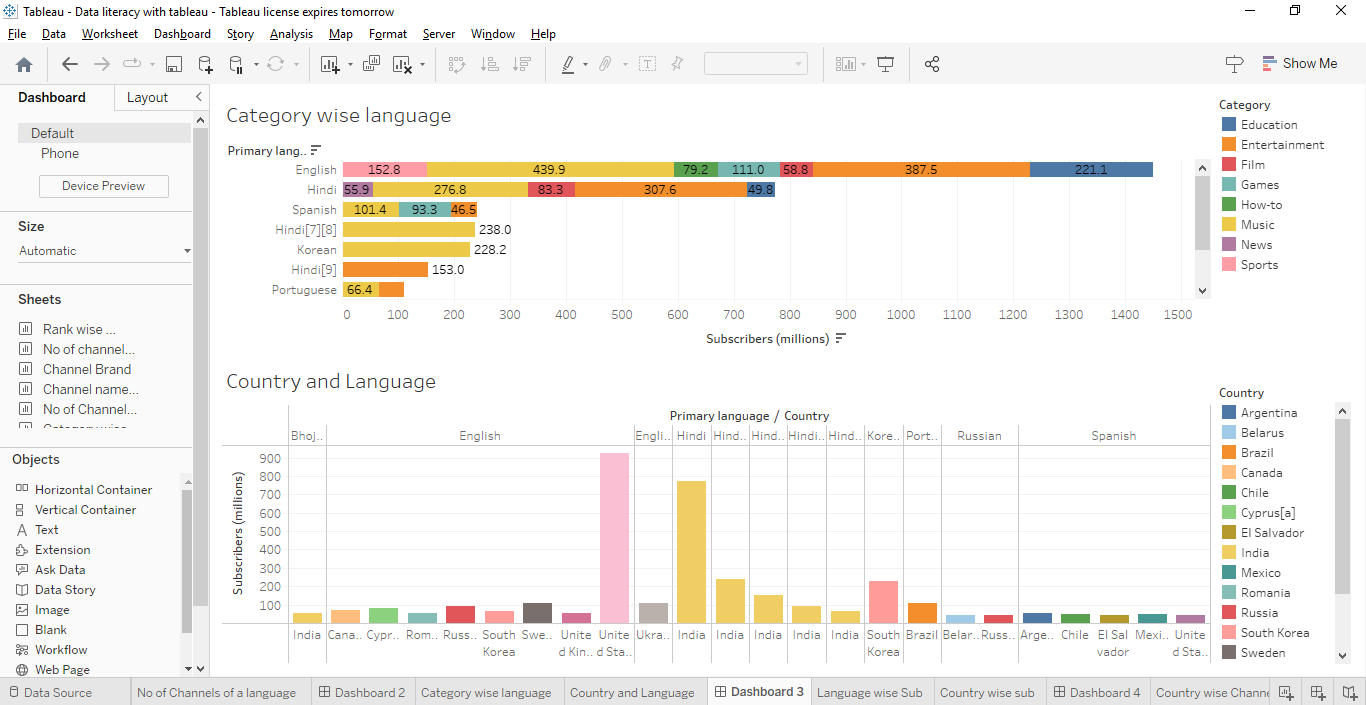 Tableau - Data literacy with tableau - Tableau license expires tomorrow
File Data Worksheet Dashboard Story Analysis Map Format Server Window Help
Show Me
Dashboard Layout
Default
Phone
Device Preview
Size
Automatic
Sheets
Rank wise ...
No of channel...
Channel Brand
Channel name...
No of Channel...
Objects
Horizontal Container
Vertical Container
Text
Extension
Ask Data
Data Story
Image
Blank
Workflow
Web Page
Category wise language
Primary lang..
English 152.8 439.9 79.2 111.0 58.8 387.5 221.1
Hindi 55.9 276.8 83.3 307.6 49.8
Spanish 101.4 93.3 46.5
Hindi[7][8] 238.0
Korean 228.2
Hindi[9] 153.0
Portuguese 66.4
0 100 200 300 400 500 600 700 800 900 1000 1100 1200 1300 1400 1500
Subscribers (millions)
Category
Education
Entertainment
Film
Games
How-to
Music
News
Sports
Country and Language
Primary language / Country
Bhoj.. English Engli.. Hindi Hind.. Hind.. Hindi.. Hind.. Kore.. Port.. Russian Spanish
Subscribers (millions)
900
800
700
600
500
400
300
200
100
India Cana.. Cypr.. Rom.. Russ.. South Swe.. Unite Unite Ukra.. India India India India India South Brazil Belar.. Russ.. Arge.. Chile El Sal Mexi.. Unite
Korea d Kin.. d Sta.. Korea vador d Sta..
Country
Argentina
Belarus
Brazil
Canada
Chile
Cyprus[a]
El Salvador
India
Mexico
Romania
Russia
South Korea
Sweden
Data Source No of Channels of a language Dashboard 2 Category wise language Country and Language Dashboard 3 Language wise Sub Country wise sub Dashboard 4 Country wise Channe